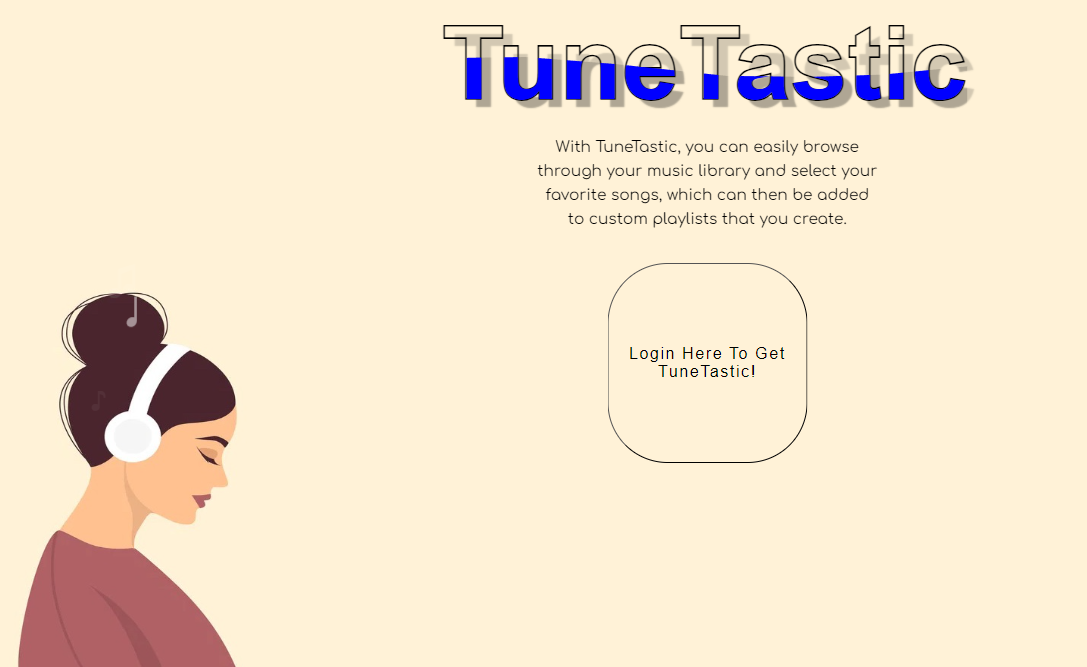 TuneTastic
With TuneTastic, you can easily browse
through your music library and select your
favorite songs, which can then be added
to custom playlists that you create.
Login Here To Get
TuneTastic!